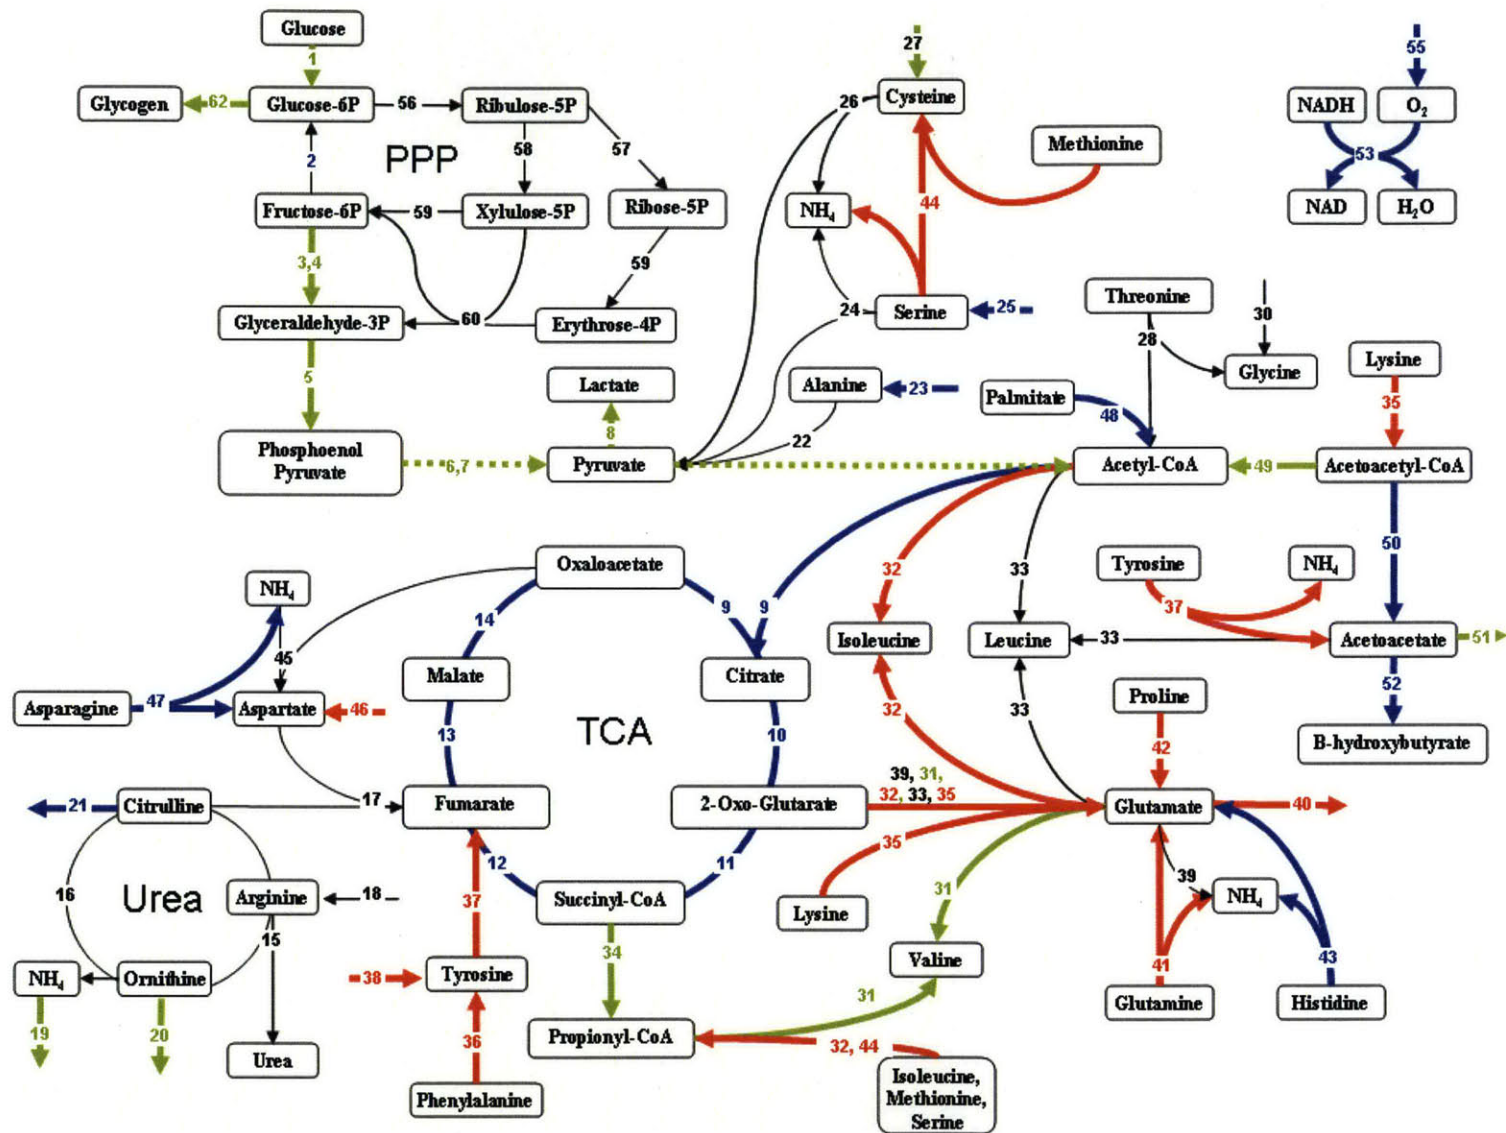 Glucose
1
Glycogen
62
Glucose-6P
56
Ribulose-5P
2
PPP
58
57
Fructose-6P
59
Xylulose-5P
Ribose-5P
3,4
59
Glyceraldehyde-3P
60
Erythrose-4P
5
Lactate
8
Phosphoenol
Pyruvate
6,7
Pyruvate
27
26
Cysteine
Methionine
NH4
44
24
Serine
25
Alanine
23
22
55
NADH
O2
53
NAD
H2O
Threonine
30
28
Glycine
Lysine
35
Palmitate
48
Acetyl-CoA
49
Acetoacetyl-CoA
50
Tyrosine
NH4
37
32
33
Isoleucine
Leucine
33
Acetoacetate
51
52
B-hydroxybutyrate
Oxaloacetate
9
9
14
NH4
45
Malate
Citrate
Asparagine
47
Aspartate
46
13
TCA
10
32
33
Proline
42
39, 31,
32, 33, 35
21
Citrulline
17
Fumarate
2-Oxo-Glutarate
Glutamate
40
35
12
11
16
Urea
Arginine
18
37
Succinyl-CoA
Lysine
31
39
NH4
15
34
41
43
NH4
Ornithine
38
Tyrosine
Valine
Glutamine
Histidine
19
20
31
36
Propionyl-CoA
32, 44
Urea
Phenylalanine
Isoleucine,
Methionine,
Serine